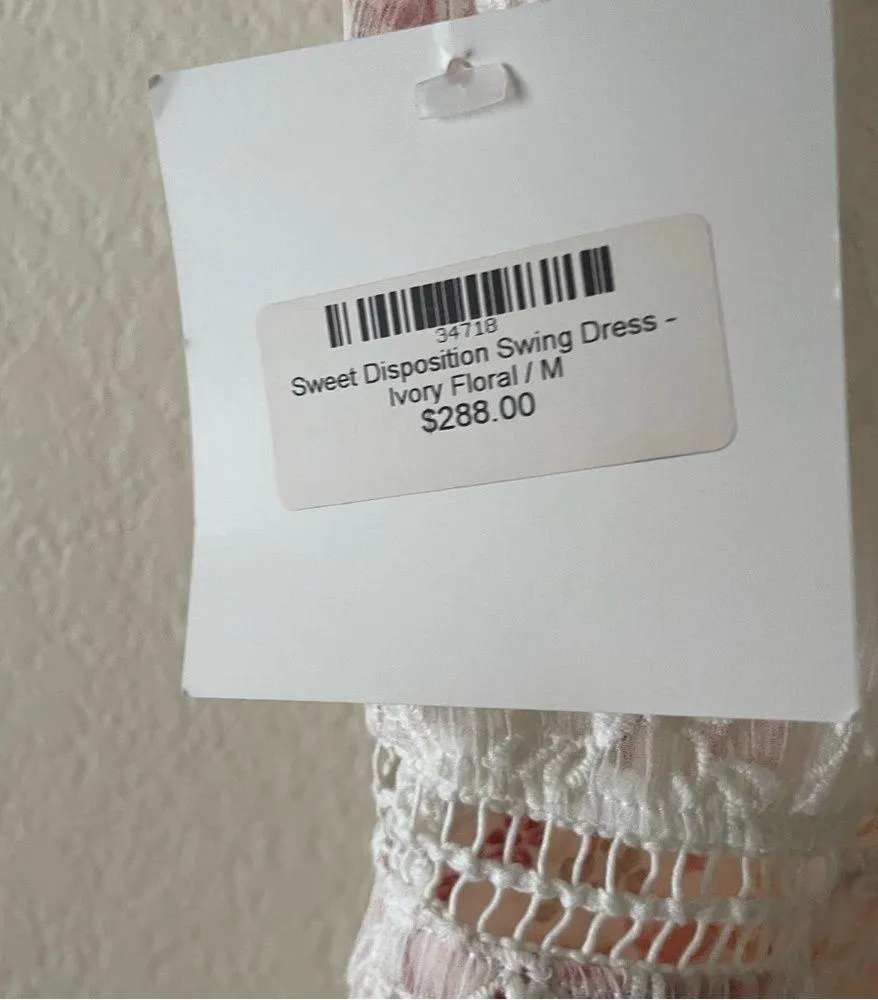 34718
Sweet Disposition Swing Dress -
Ivory Floral / M
$288.00